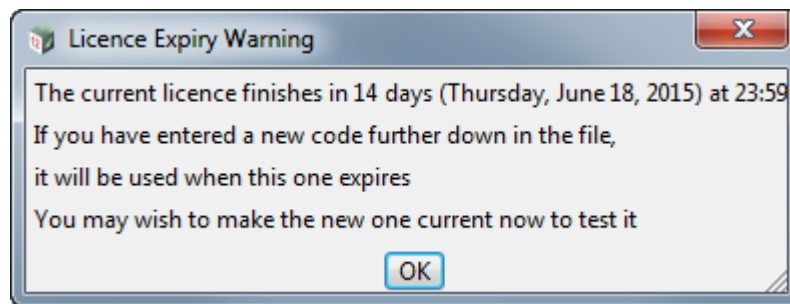 Licence Expiry Warning
The current licence finishes in 14 days (Thursday, June 18, 2015) at 23:59
If you have entered a new code further down in the file,
it will be used when this one expires
You may wish to make the new one current now to test it
OK